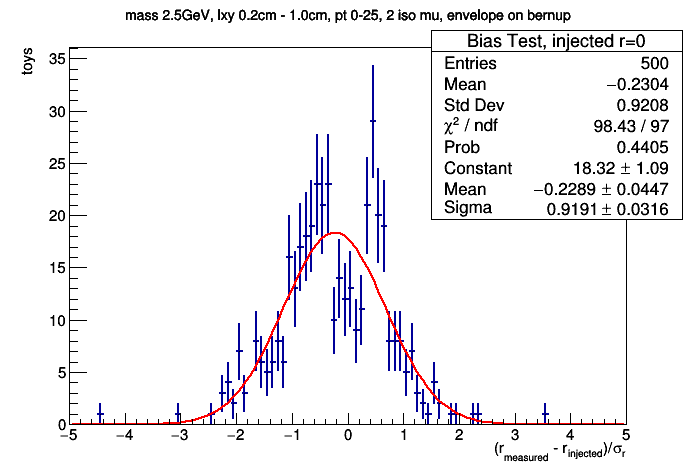 mass 2.5GeV, lxy 0.2cm - 1.0cm, pt 0-25, 2 iso mu, envelope on bernup
Bias Test, injected r=0
Entries 500
Mean −0.2304
Std Dev 0.9208
χ² / ndf 98.43 / 97
Prob 0.4405
Constant 18.32 ± 1.09
Mean −0.2289 ± 0.0447
Sigma 0.9191 ± 0.0316
toys
35
30
25
20
15
10
5
0
−5 −4 −3 −2 −1 0 1 2 3 4 5
(r_measured - r_injected)/σ_r